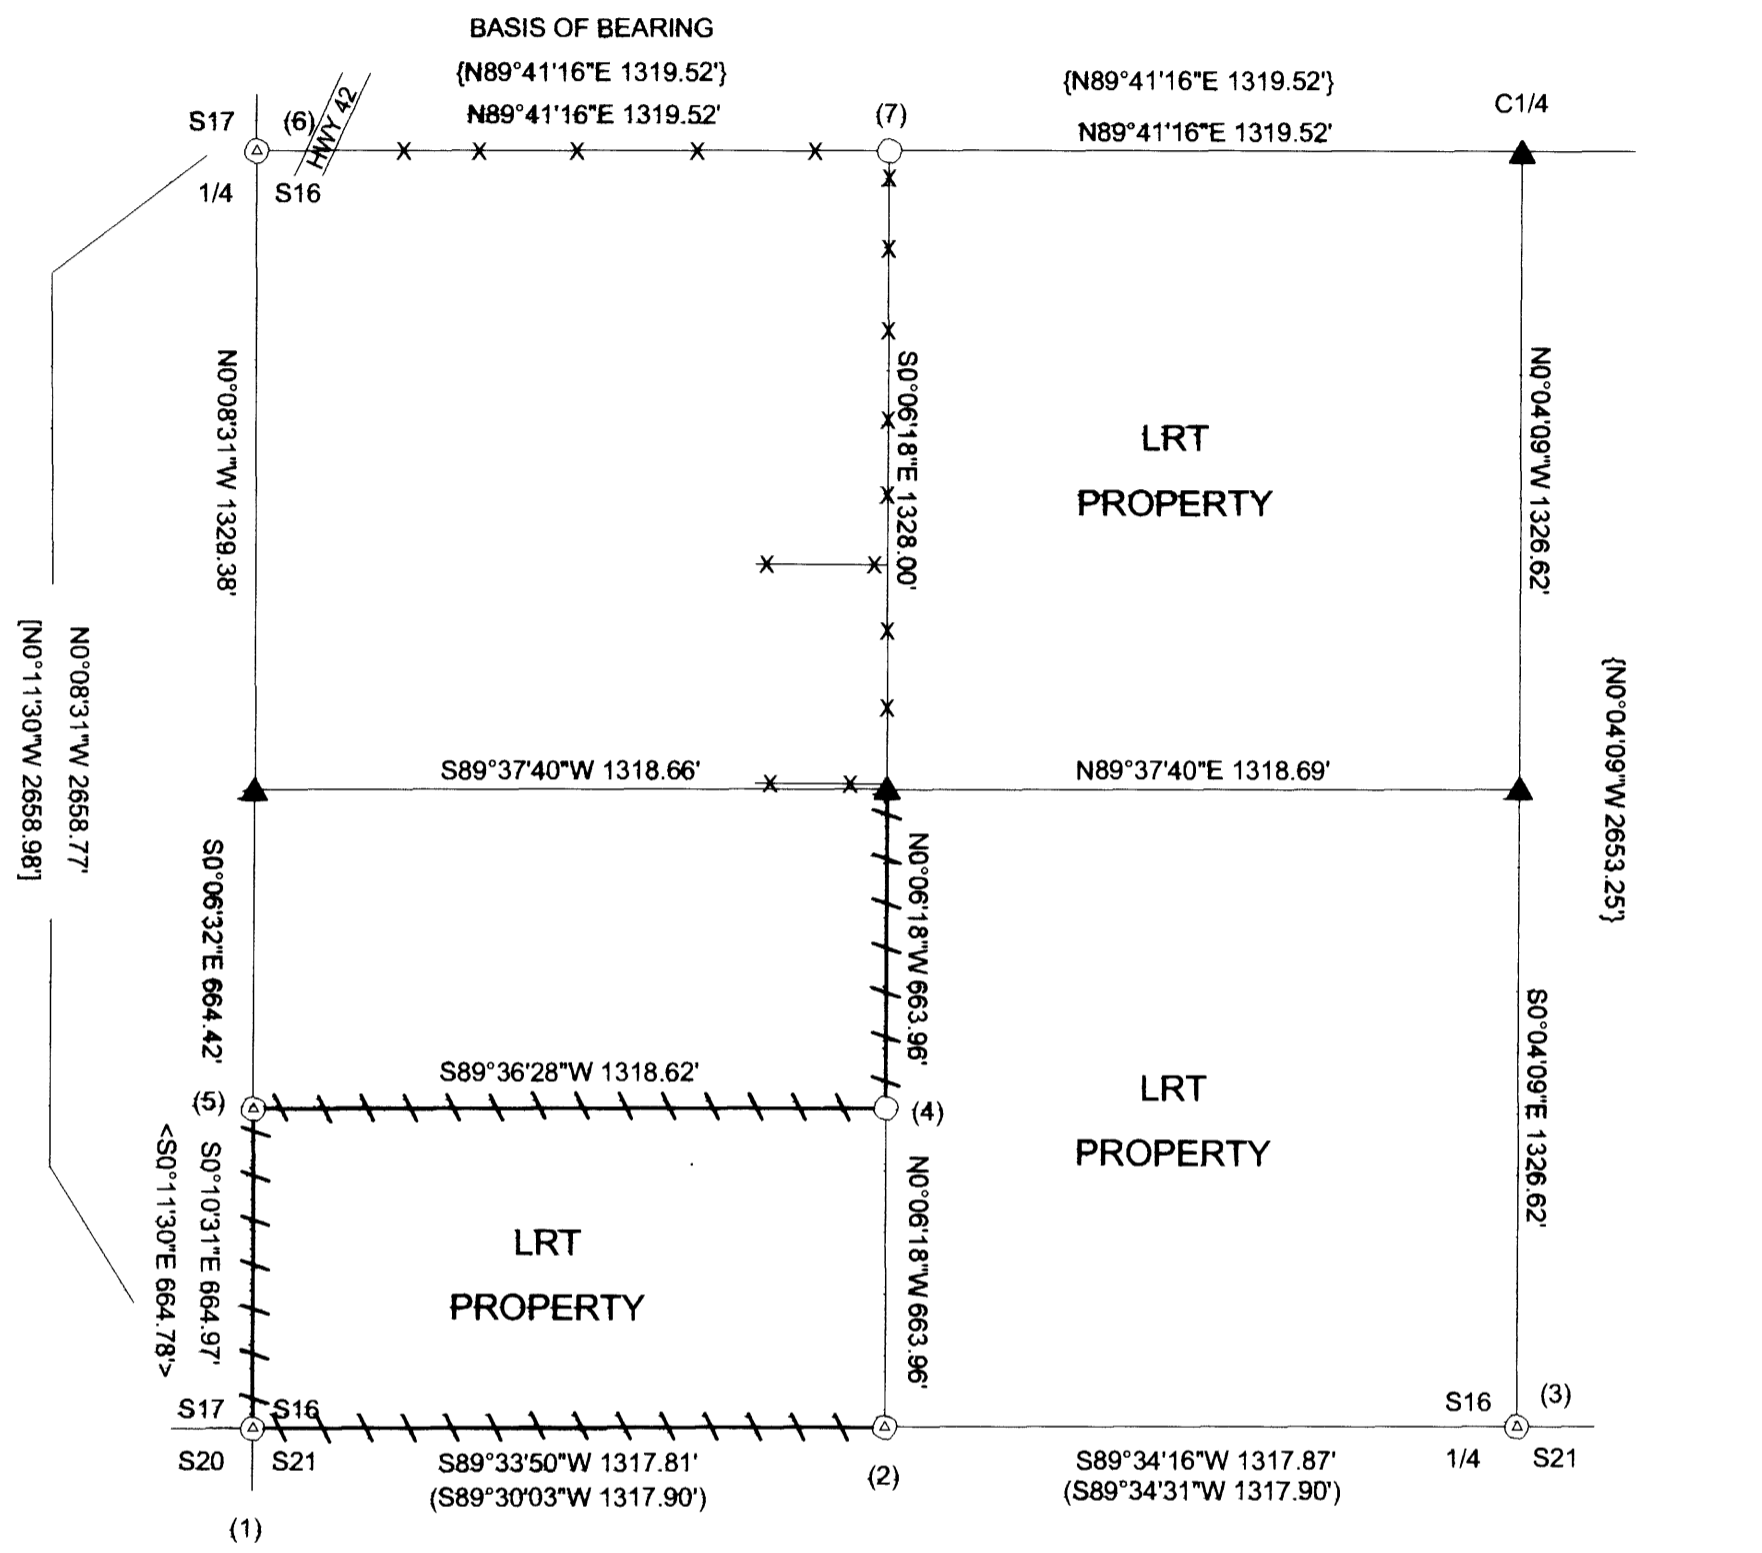 BASIS OF BEARING
{N89°41'16"E 1319.52'}
N89°41'16"E 1319.52'
{N89°41'16"E 1319.52'}
N89°41'16"E 1319.52'
C1/4
S17
(6)
HWY 42
(7)
1/4
S16
N0°08'31"W 1329.38'
S0°06'18"E 1328.00'
LRT
PROPERTY
N0°04'09"W 1326.62'
N0°08'31"W 2658.77'
[N0°11'30"W 2658.98']
{N0°04'09"W 2653.25'}
S89°37'40"W 1318.66'
N89°37'40"E 1318.69'
S0°06'32"E 664.42'
N0°06'18"W 663.96'
S89°36'28"W 1318.62'
(5)
(4)
LRT
PROPERTY
S0°04'09"E 1326.62'
S0°10'31"E 664.97'
<S0°11'30"E 664.78'>
LRT
PROPERTY
N0°06'18"W 663.96'
S17
S16
S16
(3)
S20
S21
S89°33'50"W 1317.81'
(S89°30'03"W 1317.90')
(2)
S89°34'16"W 1317.87'
(S89°34'31"W 1317.90')
1/4
S21
(1)